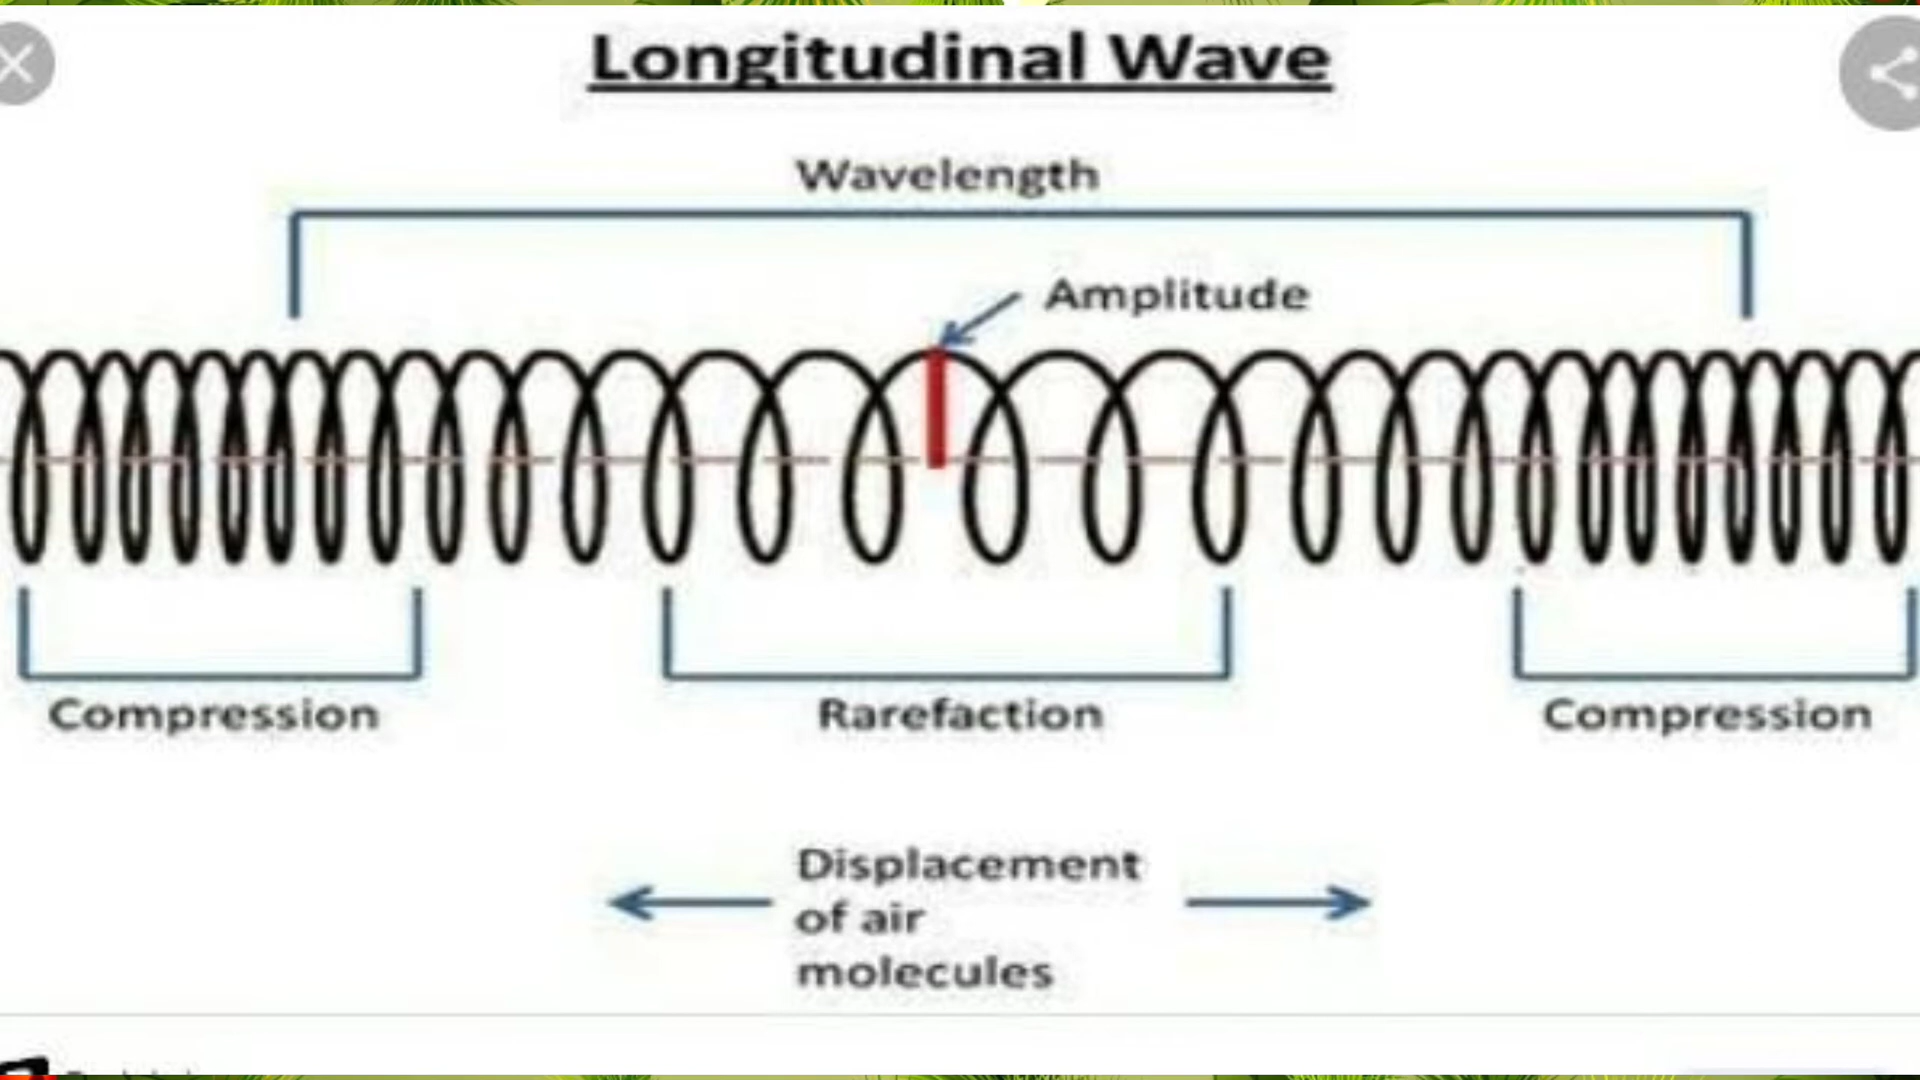 Longitudinal Wave
Wavelength
Amplitude
Compression
Rarefaction
Compression
Displacement
of air
molecules